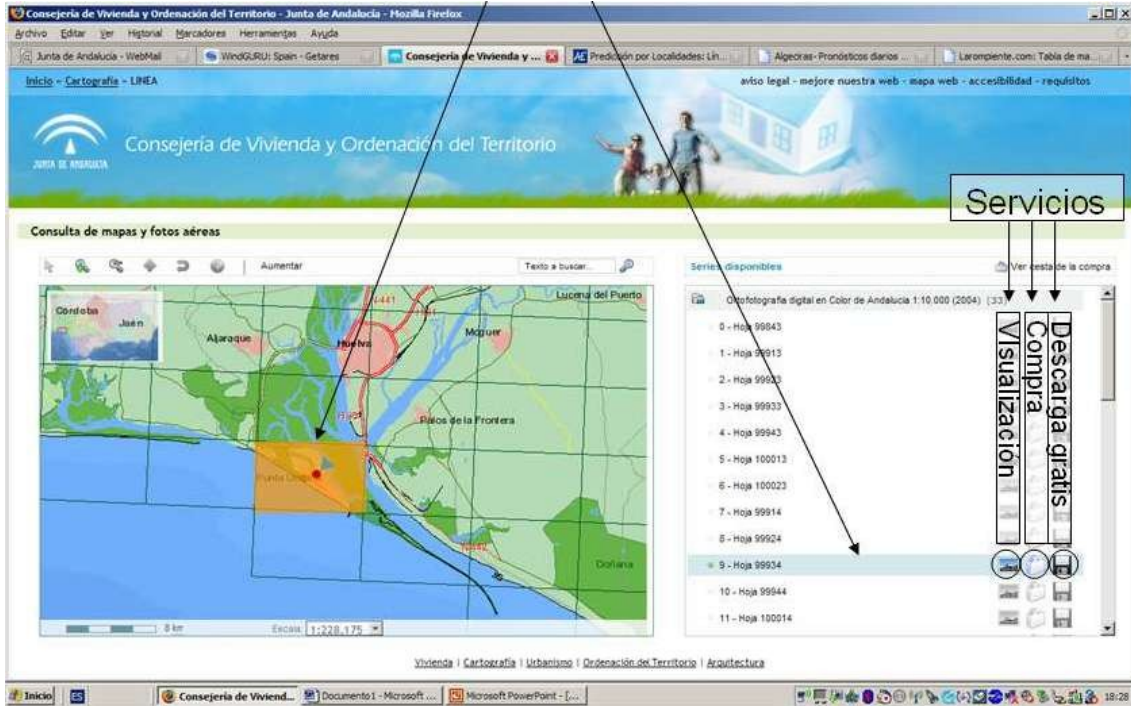 Consejería de Vivienda y Ordenación del Territorio - Junta de Andalucía - Mozilla Firefox
Archivo Editar Ver Historial Marcadores Herramientas Ayuda
Junta de Andalucía - WebMail
WindGURU: Spain - Getares
Consejería de Vivienda y ...
Predicción por Localidades: Lín...
Algeciras- Pronósticos diarios ...
Larompiente.com: Tabla de ma...
Inicio - Cartografía - LINEA
aviso legal - mejore nuestra web - mapa web - accesibilidad - requisitos
JUNTA DE ANDALUCIA
Consejería de Vivienda y Ordenación del Territorio
Servicios
Consulta de mapas y fotos aéreas
Aumentar
Texto a buscar...
Series disponibles
Ver cesta de la compra
Córdoba
Jaén
Aljaraque
Huelva
N-441
Moguer
Lucena del Puerto
Palos de la Frontera
Punta Umbría
Doñana
8 km
Escala: 1:228.175
Ortofotografía digital en Color de Andalucía 1:10.000 (2004) (33)
0 - Hoja 99843
1 - Hoja 99913
2 - Hoja 99923
3 - Hoja 99933
4 - Hoja 99943
5 - Hoja 100013
6 - Hoja 100023
7 - Hoja 99914
8 - Hoja 99924
9 - Hoja 99934
10 - Hoja 99944
11 - Hoja 100014
Visualización
Compra
Descarga gratis
Vivienda | Cartografía | Urbanismo | Ordenación del Territorio | Arquitectura
Inicio
ES
Consejería de Viviend...
Documento1 - Microsoft ...
Microsoft PowerPoint - [...
18:28